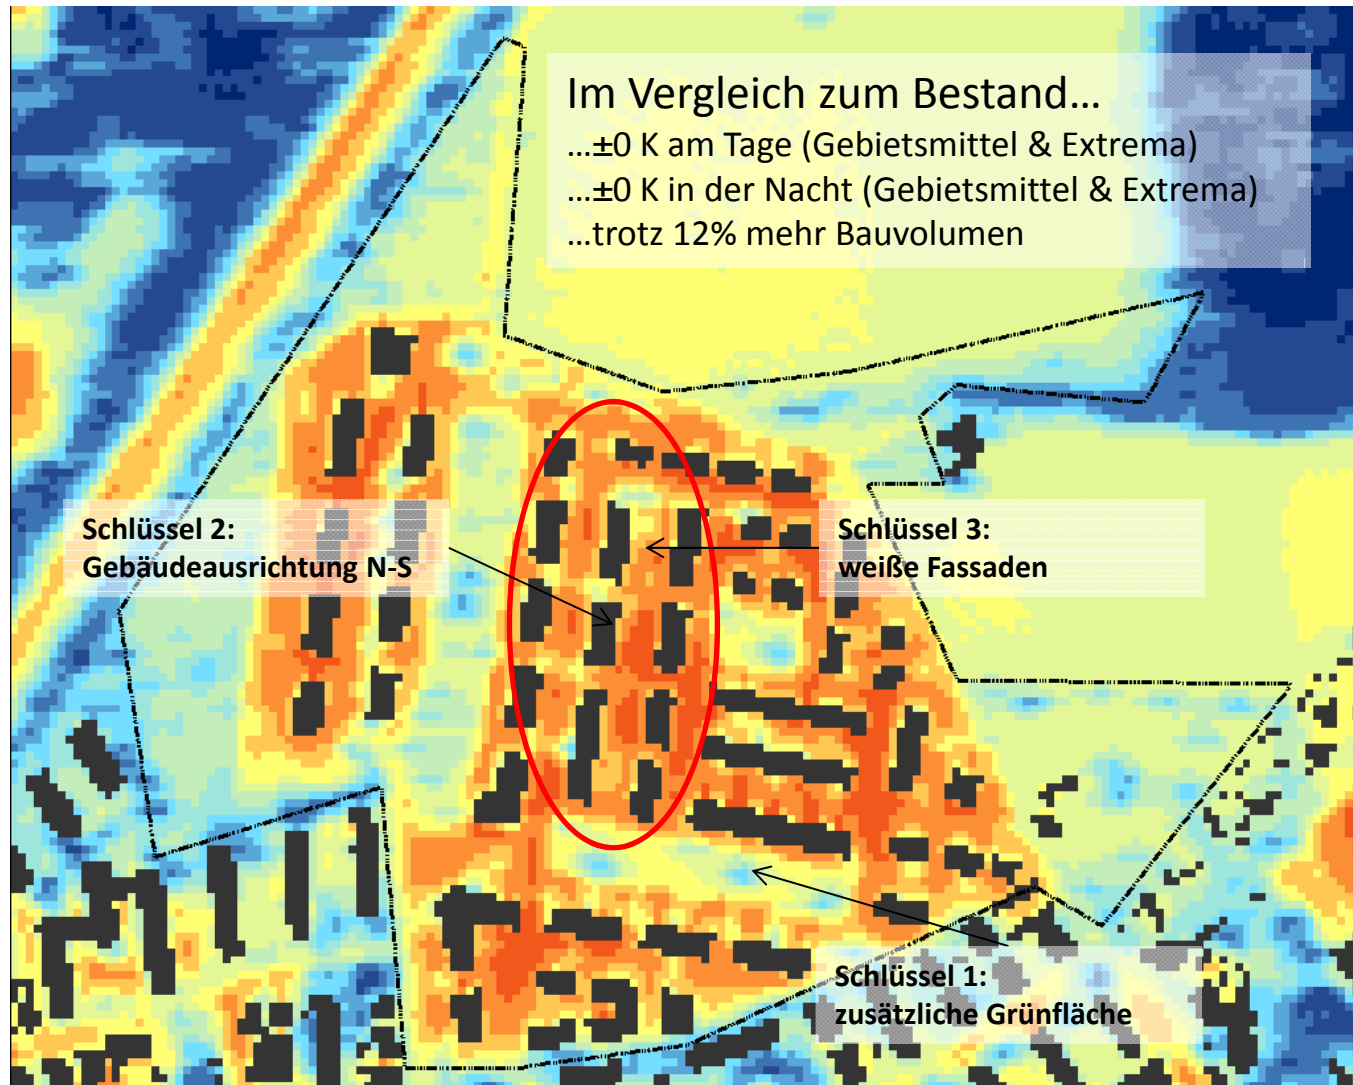 Im Vergleich zum Bestand…
…±0 K am Tage (Gebietsmittel & Extrema)
…±0 K in der Nacht (Gebietsmittel & Extrema)
…trotz 12% mehr Bauvolumen
Schlüssel 2:
Gebäudeausrichtung N-S
Schlüssel 3:
weiße Fassaden
Schlüssel 1:
zusätzliche Grünfläche